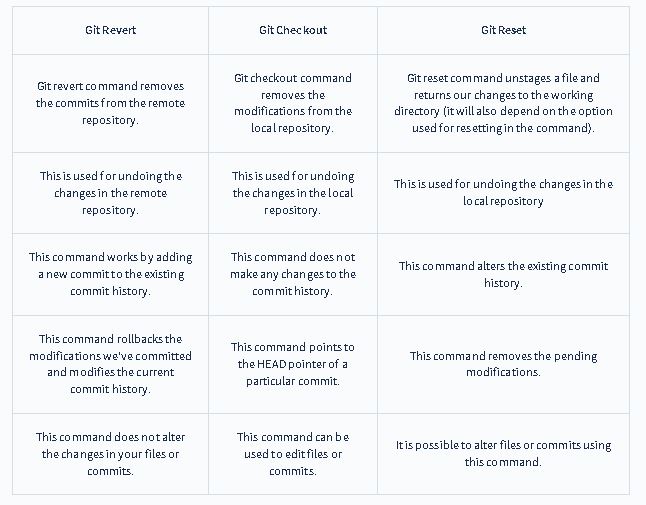 Git Revert
Git Checkout
Git Reset
Git revert command removes
the commits from the remote
repository.
Git checkout command
removes the
modifications from the
local repository.
Git reset command unstages a file and
returns our changes to the working
directory (it will also depend on the option
used for resetting in the command).
This is used for undoing the
changes in the remote
repository.
This is used for undoing
the changes in the local
repository.
This is used for undoing the changes in the
local repository
This command works by adding
a new commit to the existing
commit history.
This command does not
make any changes to the
commit history.
This command alters the existing commit
history.
This command rollbacks the
modifications we've committed
and modifies the current
commit history.
This command points to
the HEAD pointer of a
particular commit.
This command removes the pending
modifications.
This command does not alter
the changes in your files or
commits.
This command can be
used to edit files or
commits.
It is possible to alter files or commits using
this command.